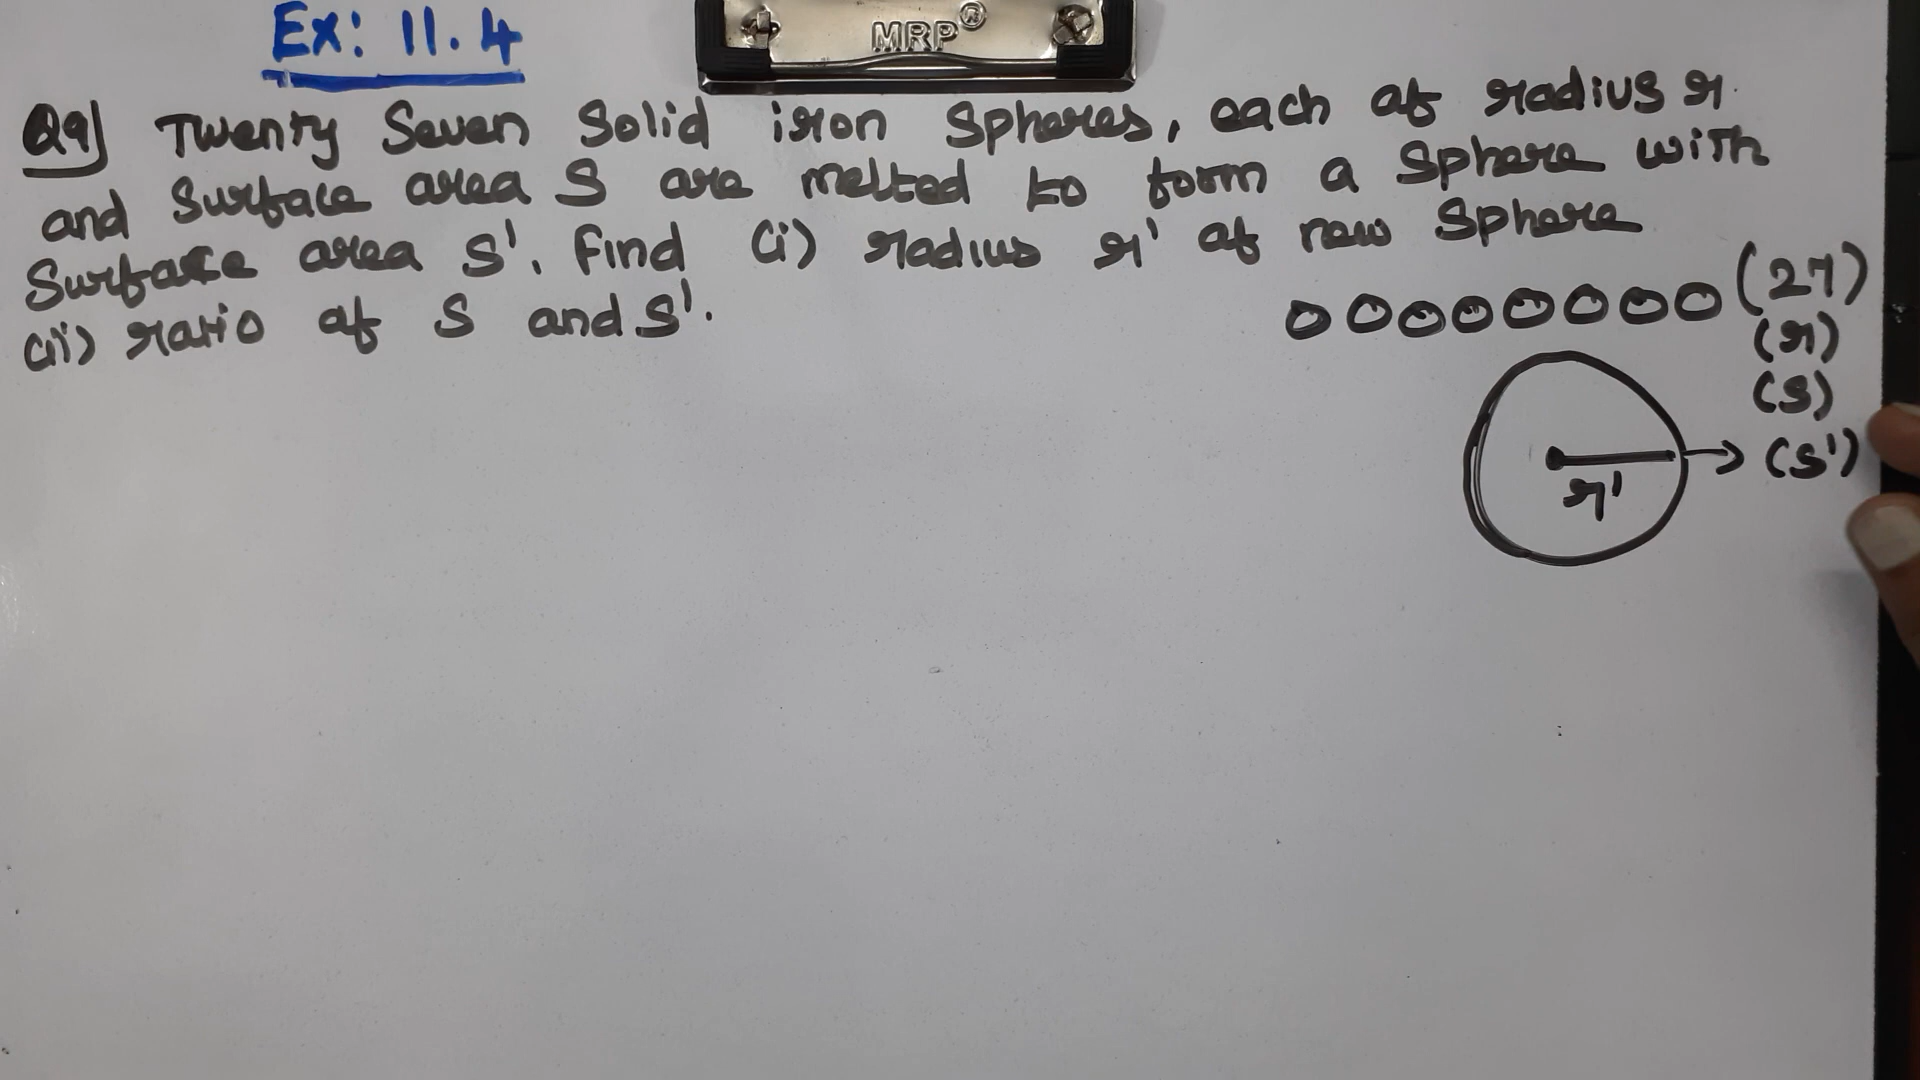 Ex: 11.4
MRP®
Q9) Twenty Seven Solid iron Spheres, each of radius r
and Surface area S are melted to form a Sphere with
Surface area S'. Find (i) radius r' of new Sphere
(ii) ratio of S and S'.
(27)
(r)
(S)
(S')
r'